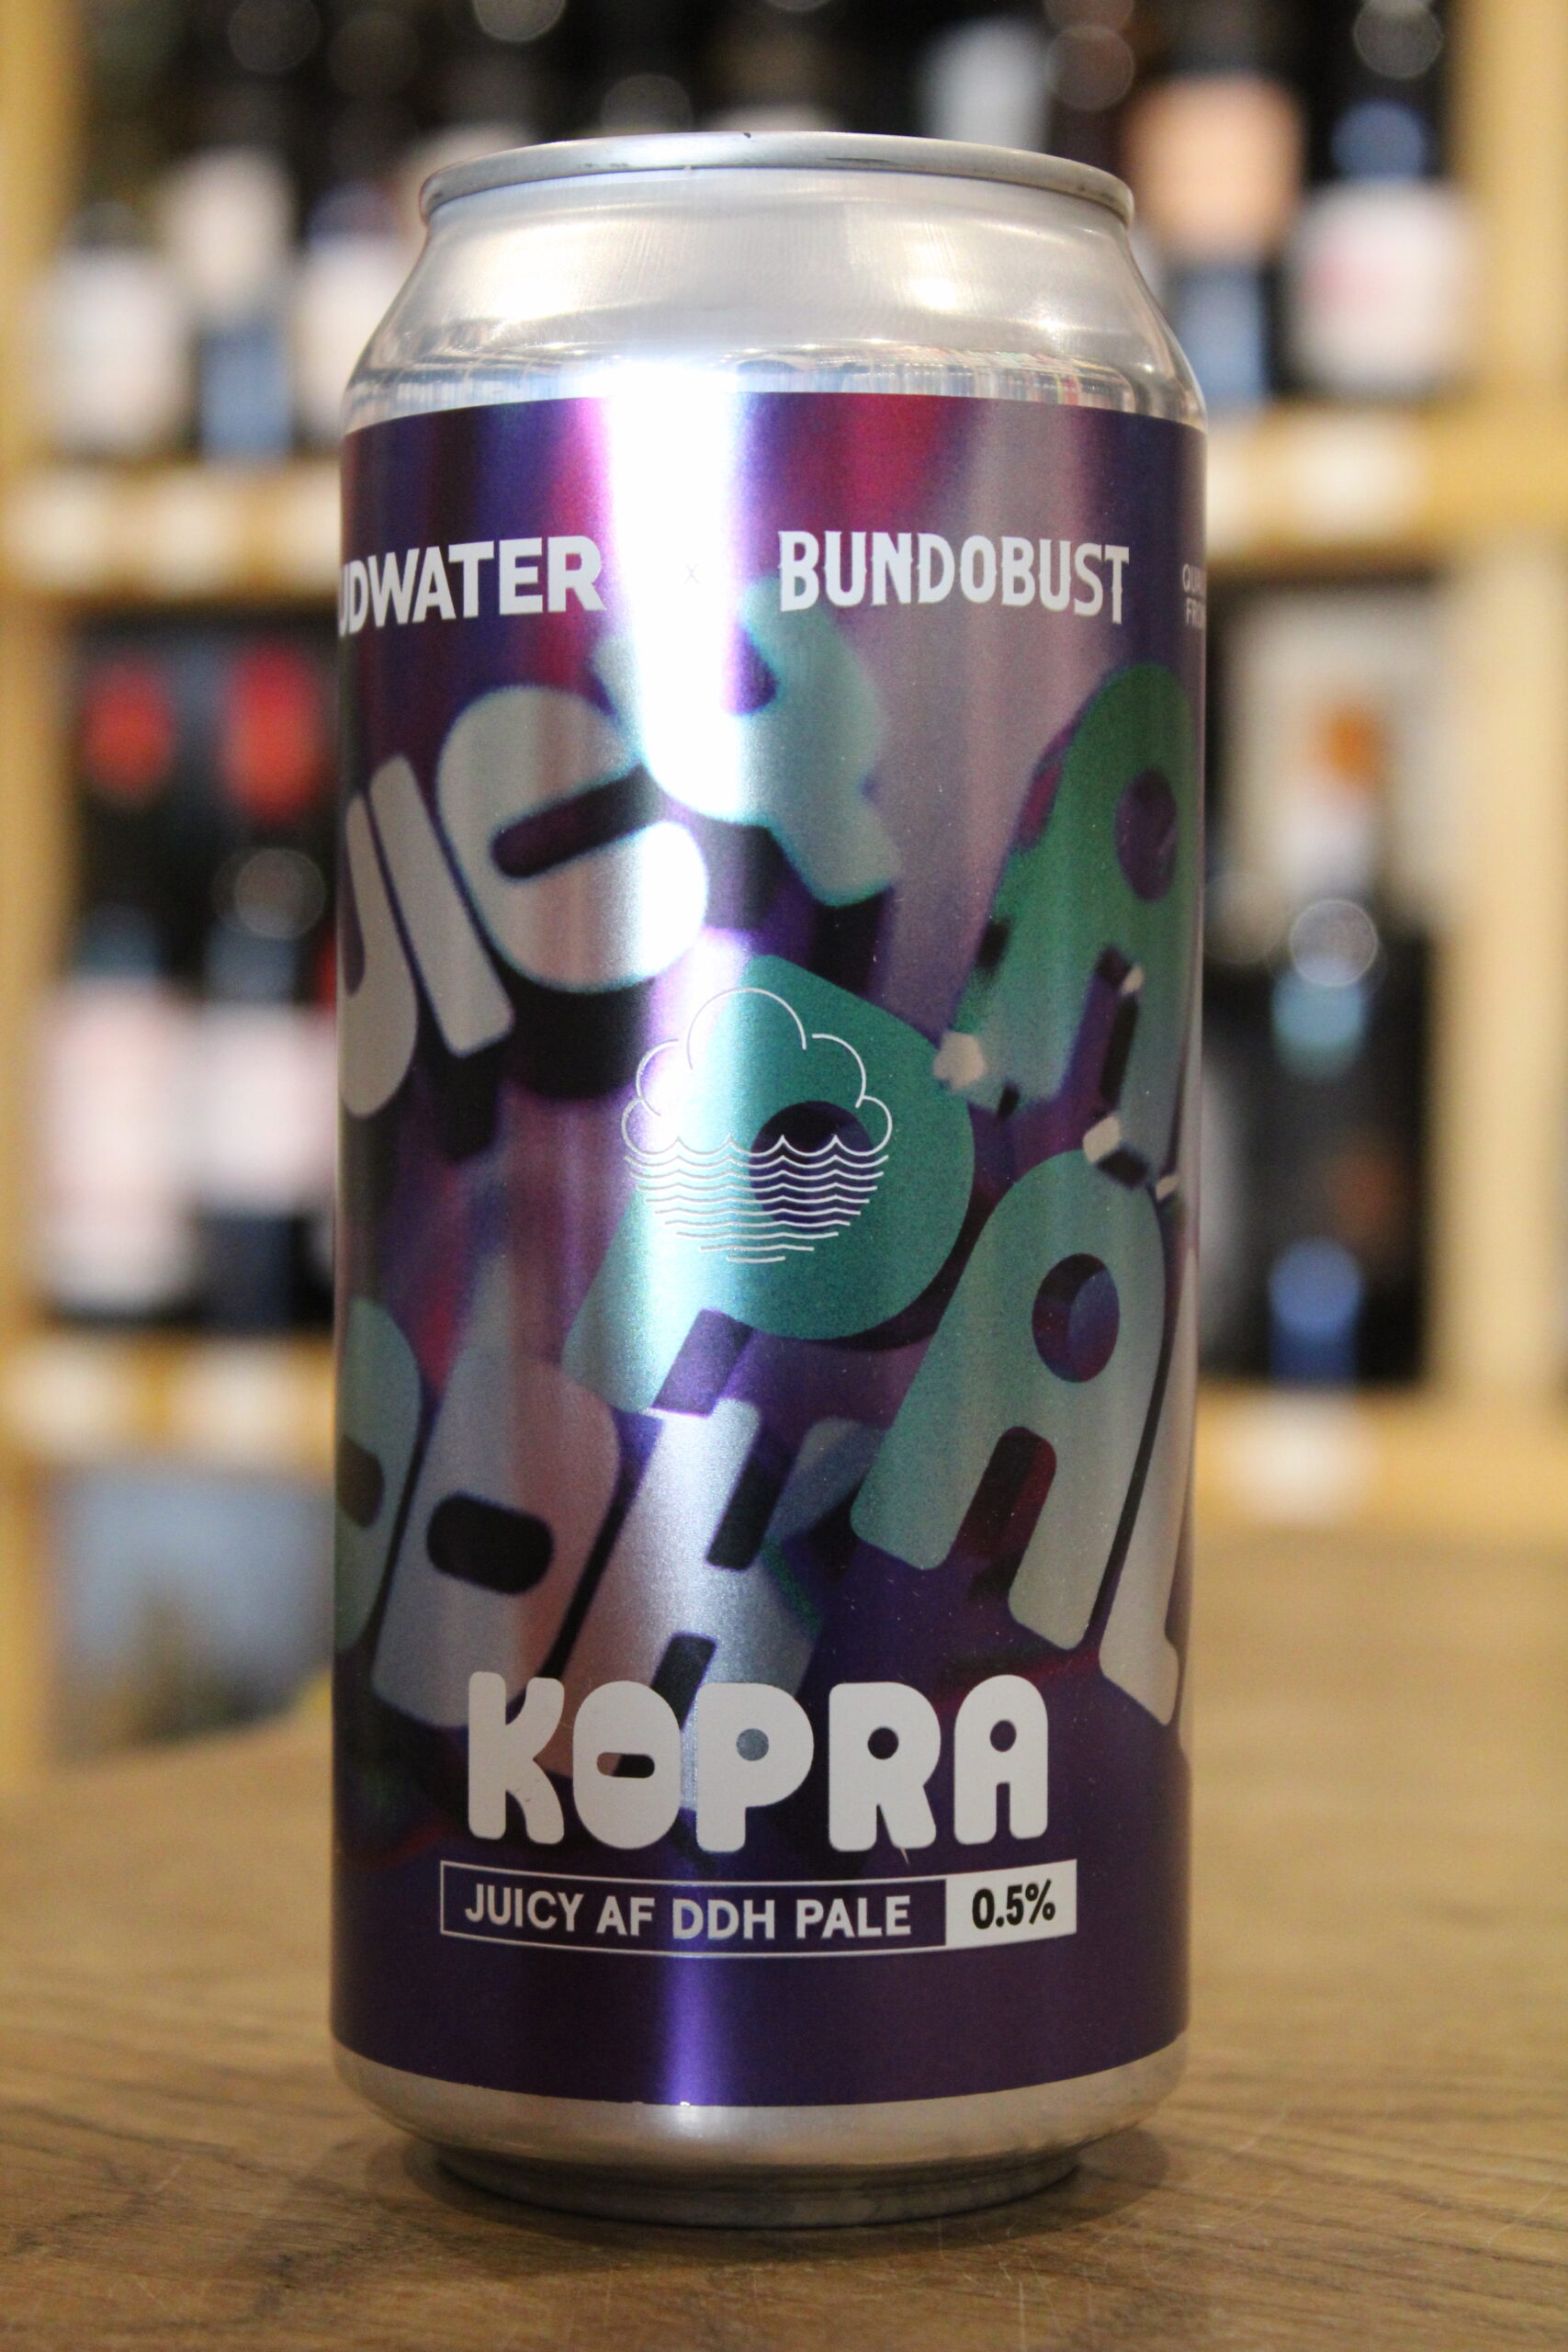 UDWATER x BUNDOBUST
KOPRA
JUICY AF DDH PALE 0.5%